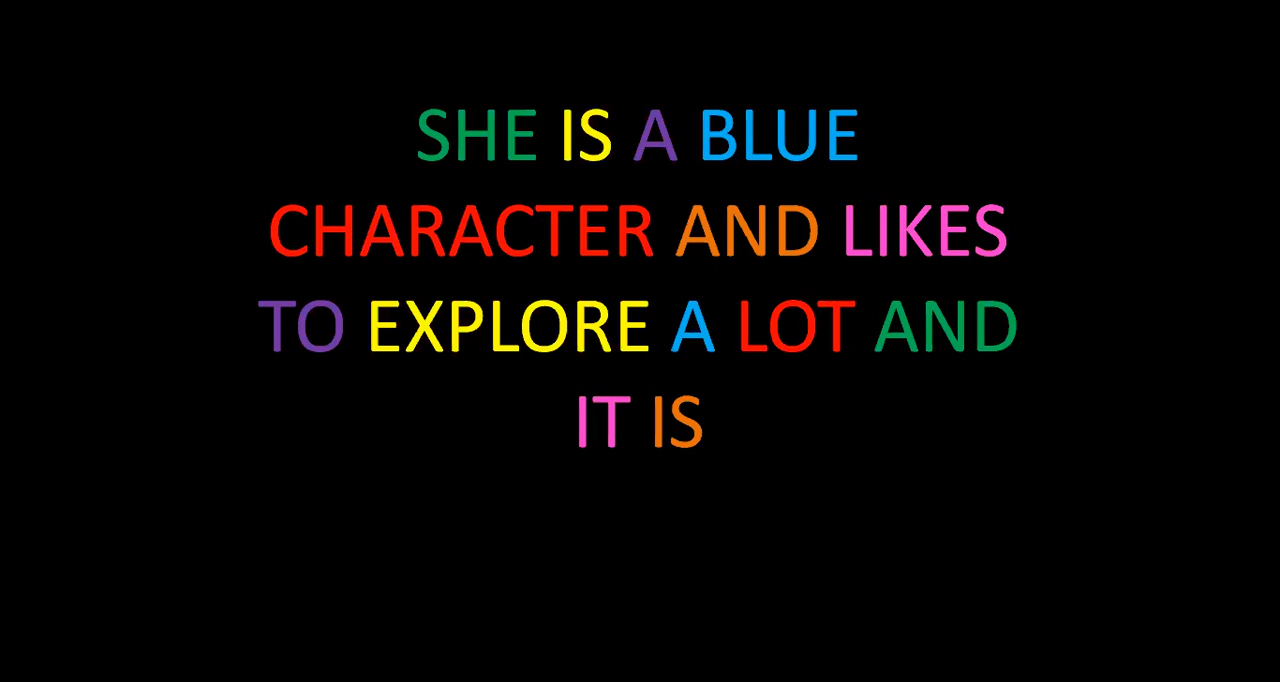 SHE IS A BLUE
CHARACTER AND LIKES
TO EXPLORE A LOT AND
IT IS